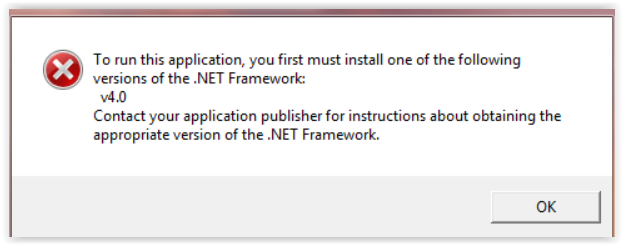 To run this application, you first must install one of the following
versions of the .NET Framework:
v4.0
Contact your application publisher for instructions about obtaining the
appropriate version of the .NET Framework.
OK